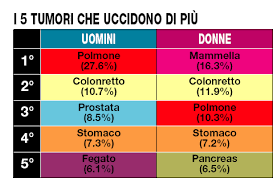 I 5 TUMORI CHE UCCIDONO DI PIÙ
UOMINI DONNE
1° Polmone (27.6%) Mammella (16.3%)
2° Colonretto (10.7%) Colonretto (11.9%)
3° Prostata (8.5%) Polmone (10.3%)
4° Stomaco (7.3%) Stomaco (7.2%)
5° Fegato (6.1%) Pancreas (6.5%)